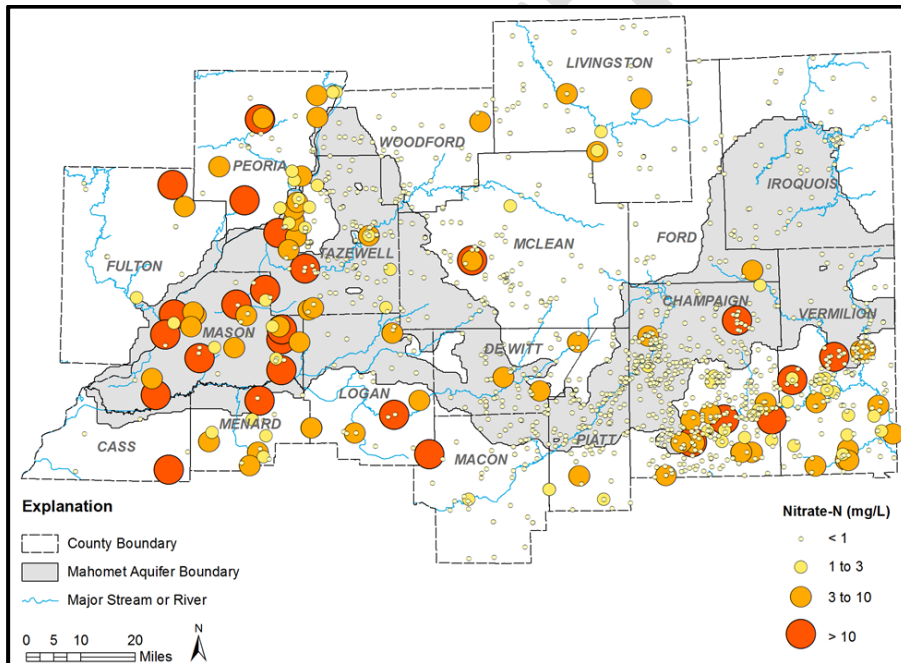 LIVINGSTON
WOODFORD
PEORIA
IROQUOIS
MCLEAN
FORD
TAZEWELL
FULTON
CHAMPAIGN
VERMILION
MASON
DEWITT
LOGAN
MENARD
PIATT
CASS
MACON
Explanation
County Boundary
Mahomet Aquifer Boundary
Major Stream or River
0 5 10 20
Miles
N
Nitrate-N (mg/L)
< 1
1 to 3
3 to 10
> 10